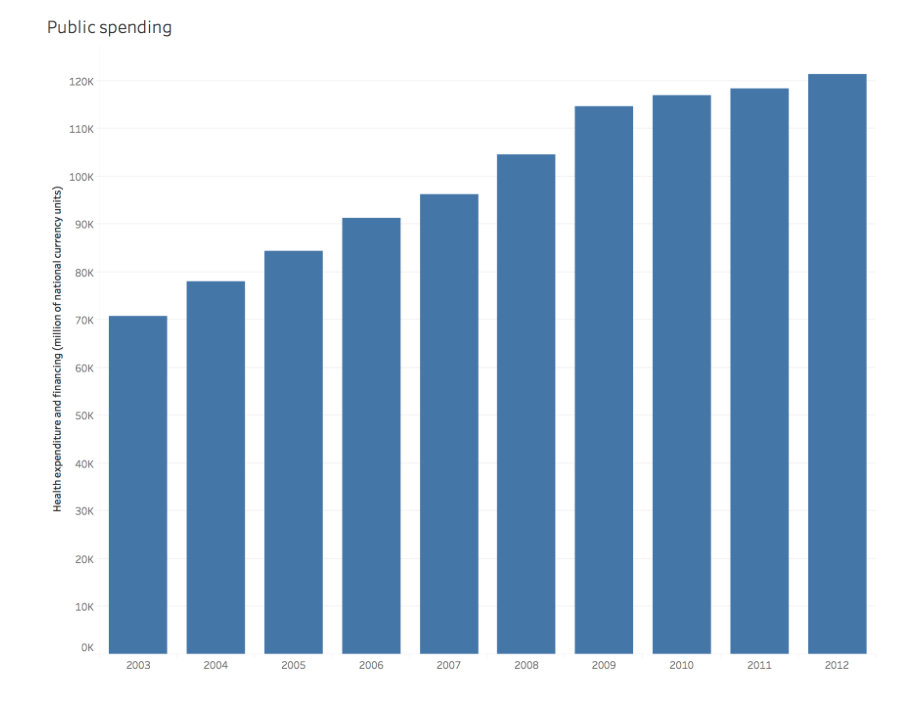 Public spending
Health expenditure and financing (million of national currency units)
120K
110K
100K
90K
80K
70K
60K
50K
40K
30K
20K
10K
0K
2003 2004 2005 2006 2007 2008 2009 2010 2011 2012